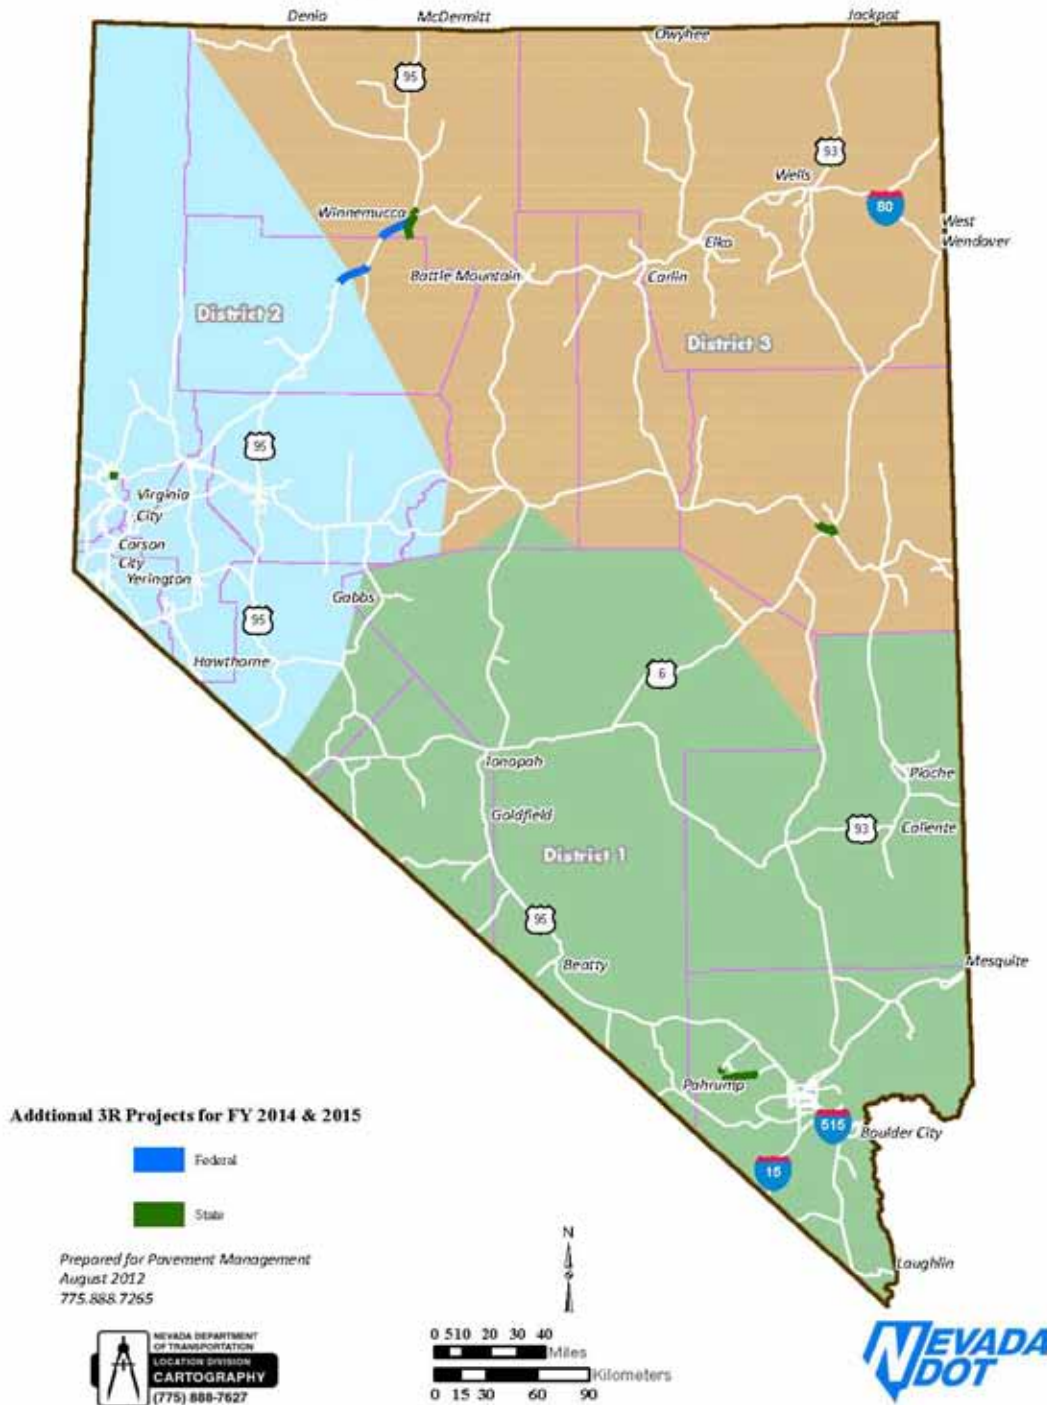 Denio
McDermitt
Jackpot
Owyhee
95
93
Wells
80
Winnemucca
West
Wendover
Elko
Battle Mountain
Carlin
District 2
District 3
95
Virginia
City
Carson
City
Yerington
Gabbs
95
Hawthorne
6
Tonopah
Pioche
Goldfield
93
Caliente
District 1
95
Beatty
Mesquite
Pahrump
515
Boulder City
15
Laughlin
Addtional 3R Projects for FY 2014 & 2015
Federal
State
Prepared for Pavement Management
August 2012
775.888.7265
NEVADA DEPARTMENT
OF TRANSPORTATION
LOCATION DIVISION
CARTOGRAPHY
(775) 888-7627
N
0 510 20 30 40
Miles
Kilometers
0 15 30 60 90
NEVADA
DOT